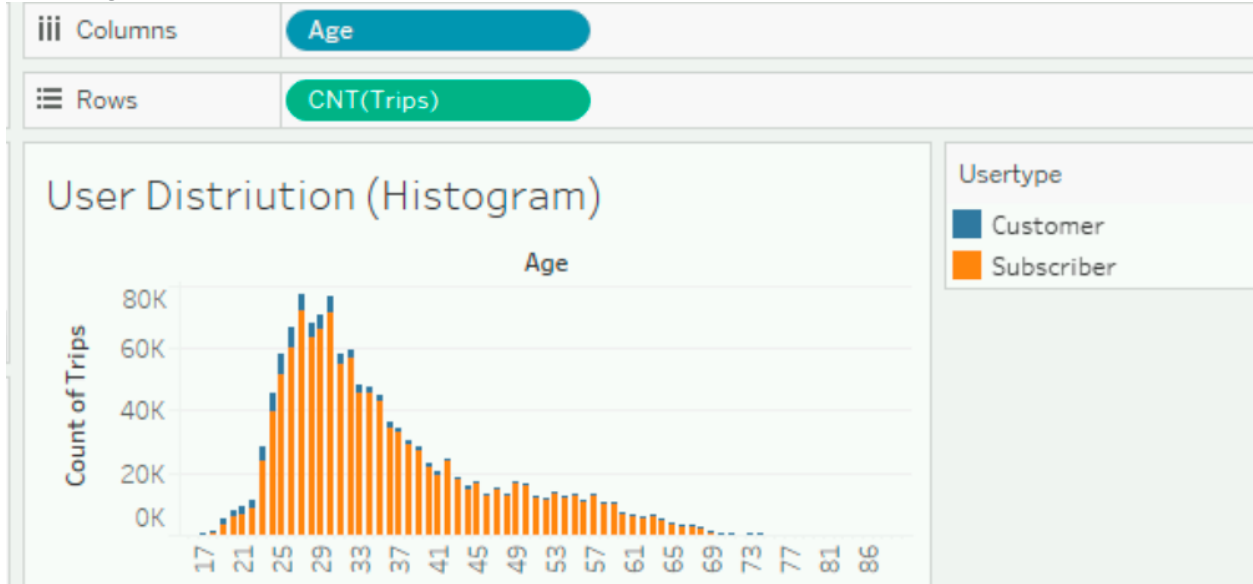 Columns
Age
Rows
CNT(Trips)
User Distriution (Histogram)
Usertype
Customer
Subscriber
Age
Count of Trips
80K
60K
40K
20K
0K
17 21 25 29 33 37 41 45 49 53 57 61 65 69 73 77 81 86